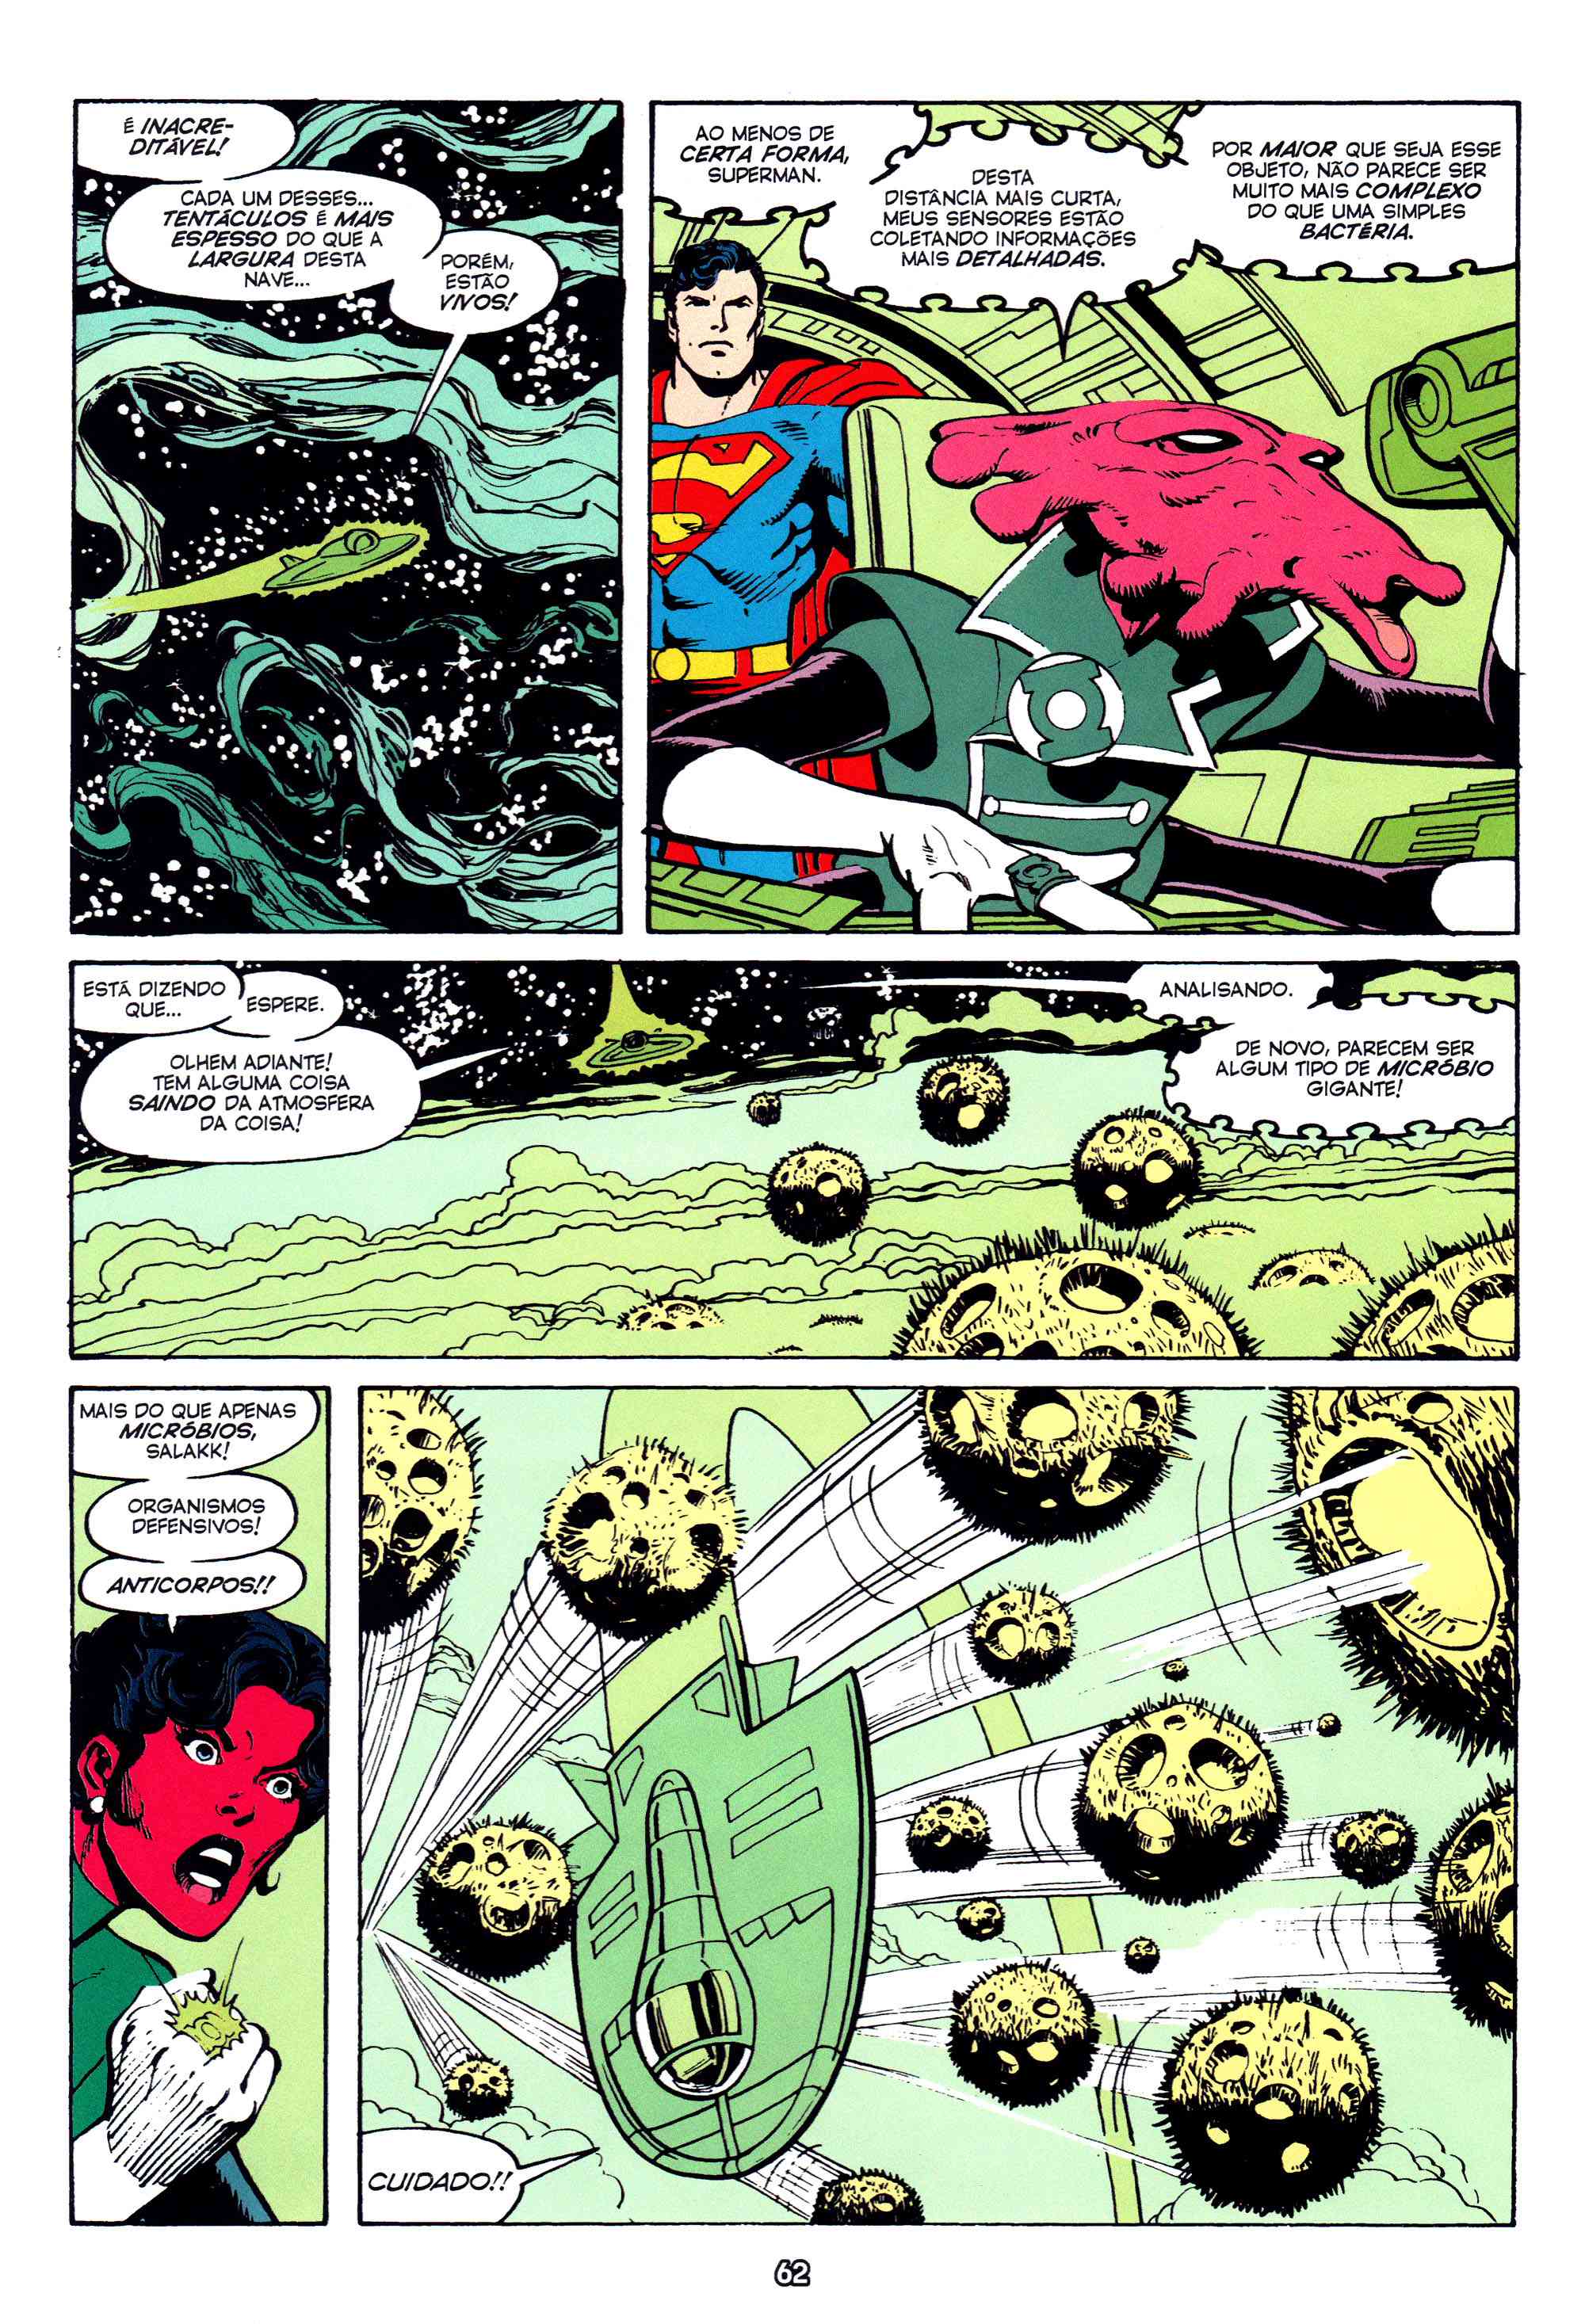 É INACRE-
DITÁVEL!
CADA UM DESSES...
TENTÁCULOS É MAIS
ESPESSO DO QUE A
LARGURA DESTA
NAVE...
PORÉM,
ESTÃO
VIVOS!
AO MENOS DE
CERTA FORMA,
SUPERMAN.
DESTA
DISTÂNCIA MAIS CURTA,
MEUS SENSORES ESTÃO
COLETANDO INFORMAÇÕES
MAIS DETALHADAS.
POR MAIOR QUE SEJA ESSE
OBJETO, NÃO PARECE SER
MUITO MAIS COMPLEXO
DO QUE UMA SIMPLES
BACTÉRIA.
ESTÁ DIZENDO
QUE...
ESPERE.
OLHEM ADIANTE!
TEM ALGUMA COISA
SAINDO DA ATMOSFERA
DA COISA!
ANALISANDO.
DE NOVO, PARECEM SER
ALGUM TIPO DE MICRÓBIO
GIGANTE!
MAIS DO QUE APENAS
MICRÓBIOS,
SALAKK!
ORGANISMOS
DEFENSIVOS!
ANTICORPOS!!
CUIDADO!!
62